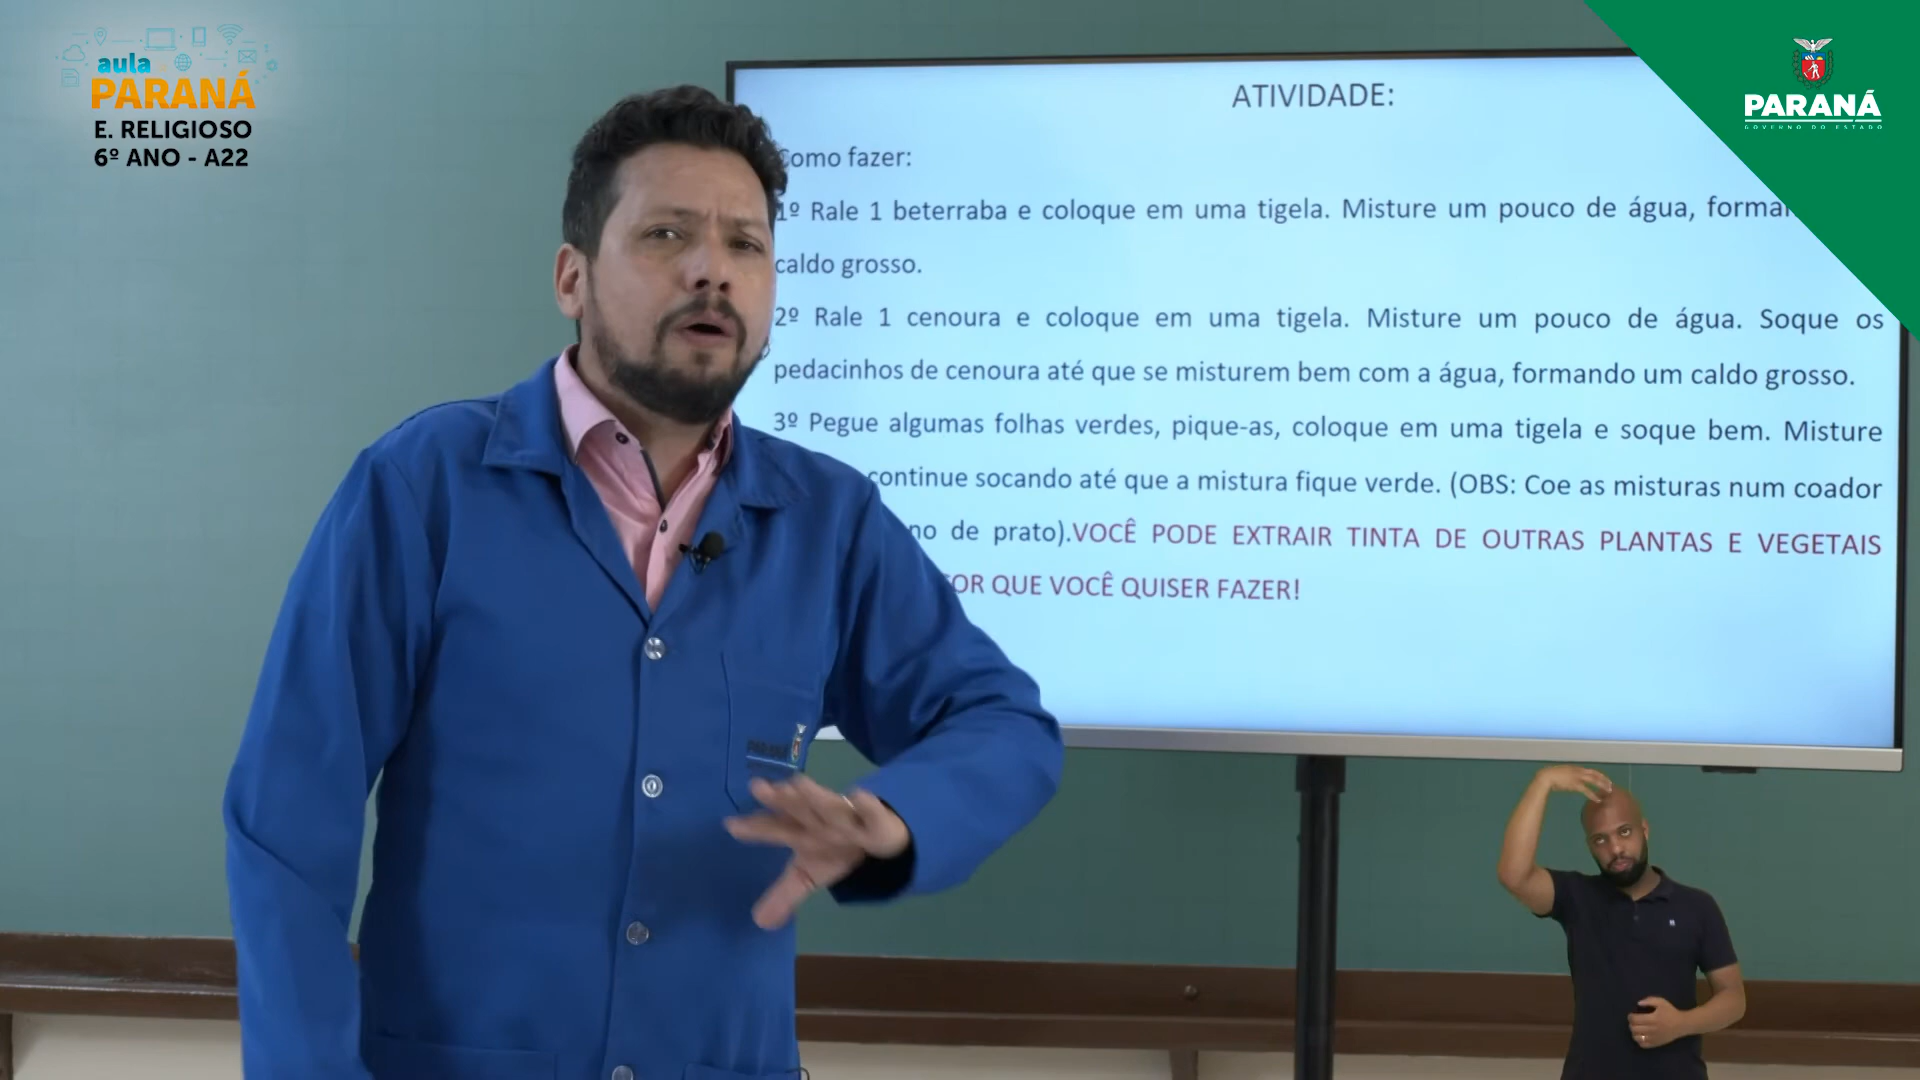 aula
PARANÁ
E. RELIGIOSO
6º ANO - A22
PARANÁ
GOVERNO DO ESTADO
ATIVIDADE:
Como fazer:
1º Rale 1 beterraba e coloque em uma tigela. Misture um pouco de água,
caldo grosso.
2º Rale 1 cenoura e coloque em uma tigela. Misture um pouco de água. Soque os
pedacinhos de cenoura até que se misturem bem com a água, formando um caldo grosso.
3º Pegue algumas folhas verdes, pique-as, coloque em uma tigela e soque bem. Misture
continue socando até que a mistura fique verde. (OBS: Coe as misturas num coador
de prato).VOCÊ PODE EXTRAIR TINTA DE OUTRAS PLANTAS E VEGETAIS
QUE VOCÊ QUISER FAZER!
PARANÁ